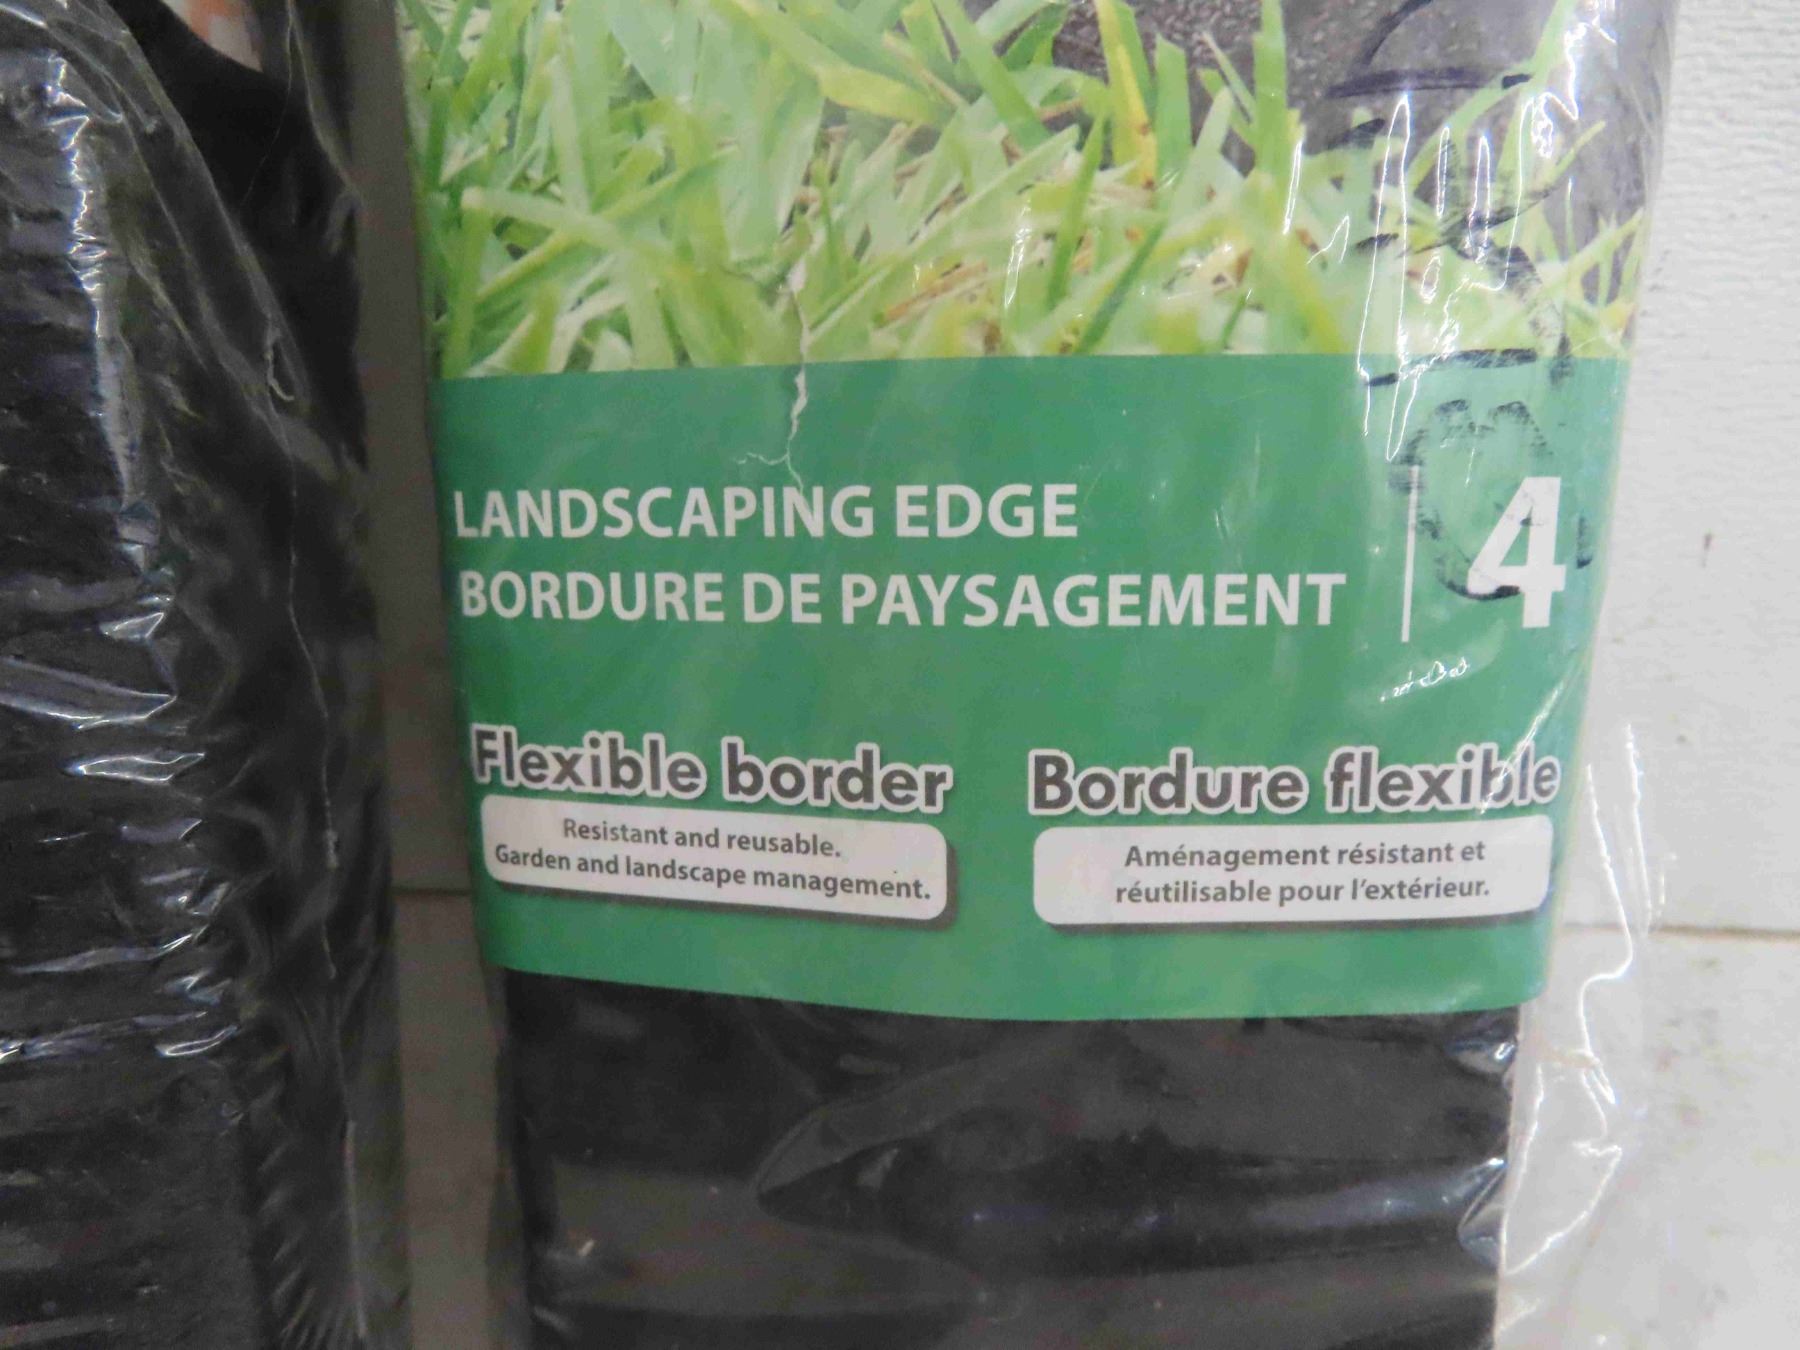 LANDSCAPING EDGE
BORDURE DE PAYSAGEMENT
4
Flexible border
Resistant and reusable.
Garden and landscape management.
Bordure flexible
Aménagement résistant et
réutilisable pour l'extérieur.